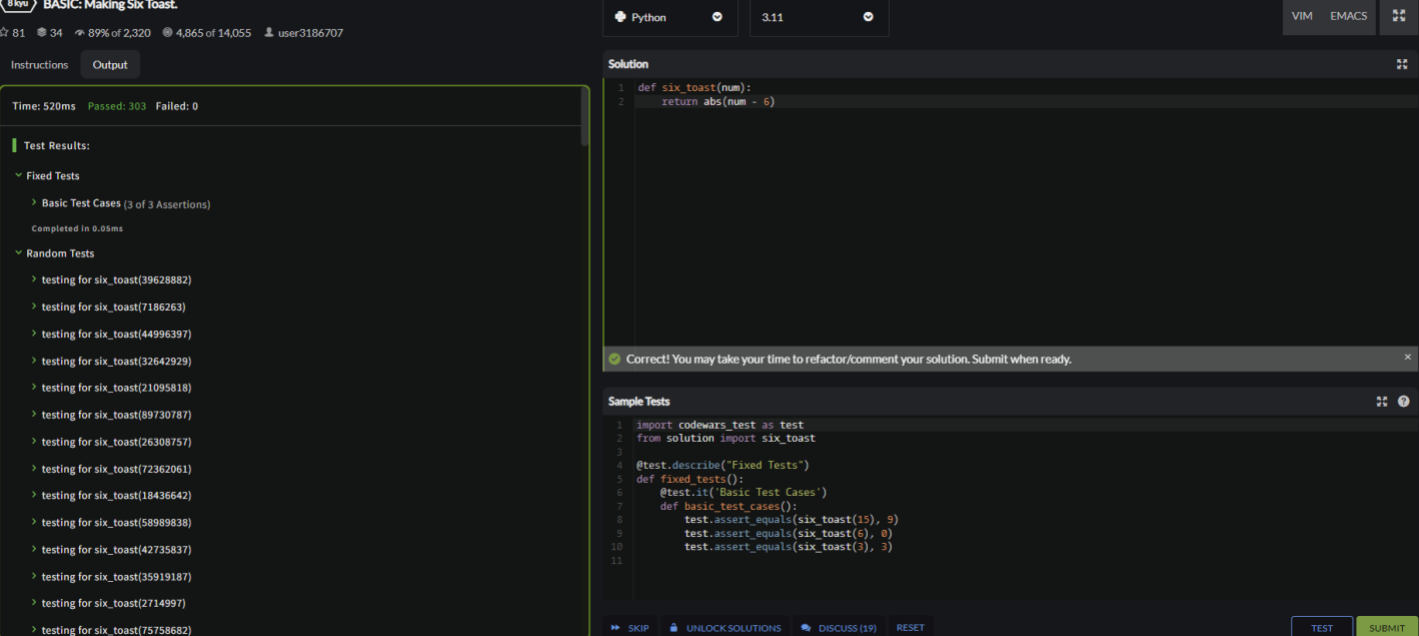 8 kyu BASIC: Making Six Toast.
81 34 89% of 2,320 4,865 of 14,055 user3186707
Instructions Output
Time: 520ms Passed: 303 Failed: 0
Test Results:
Fixed Tests
Basic Test Cases (3 of 3 Assertions)
Completed in 0.05ms
Random Tests
testing for six_toast(39628882)
testing for six_toast(7186263)
testing for six_toast(44996397)
testing for six_toast(32642929)
testing for six_toast(21095818)
testing for six_toast(89730787)
testing for six_toast(26308757)
testing for six_toast(72362061)
testing for six_toast(18436642)
testing for six_toast(58989838)
testing for six_toast(42735837)
testing for six_toast(35919187)
testing for six_toast(2714997)
testing for six_toast(75758682)
Python 3.11 VIM EMACS
Solution
1 def six_toast(num):
2 return abs(num - 6)
Correct! You may take your time to refactor/comment your solution. Submit when ready. ×
Sample Tests ?
1 import codewars_test as test
2 from solution import six_toast
3
4 @test.describe("Fixed Tests")
5 def fixed_tests():
6 @test.it('Basic Test Cases')
7 def basic_test_cases():
8 test.assert_equals(six_toast(15), 9)
9 test.assert_equals(six_toast(6), 0)
10 test.assert_equals(six_toast(3), 3)
11
SKIP UNLOCK SOLUTIONS DISCUSS (19) RESET TEST SUBMIT